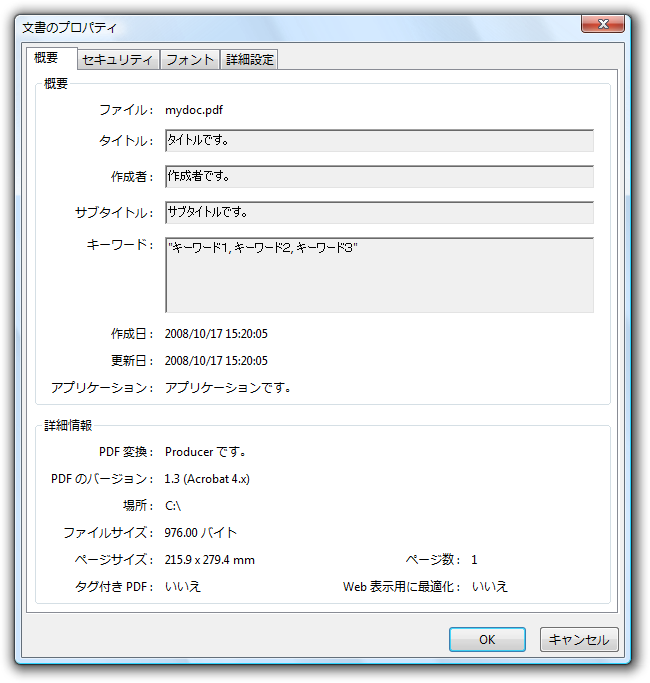 文書のプロパティ
概要 セキュリティ フォント 詳細設定
概要
ファイル: mydoc.pdf
タイトル: タイトルです。
作成者: 作成者です。
サブタイトル: サブタイトルです。
キーワード: "キーワード1, キーワード2, キーワード3"
作成日: 2008/10/17 15:20:05
更新日: 2008/10/17 15:20:05
アプリケーション: アプリケーションです。
詳細情報
PDF 変換: Producer です。
PDF のバージョン: 1.3 (Acrobat 4.x)
場所: C:\
ファイルサイズ: 976.00 バイト
ページサイズ: 215.9 x 279.4 mm ページ数: 1
タグ付き PDF: いいえ Web 表示用に最適化: いいえ
OK キャンセル